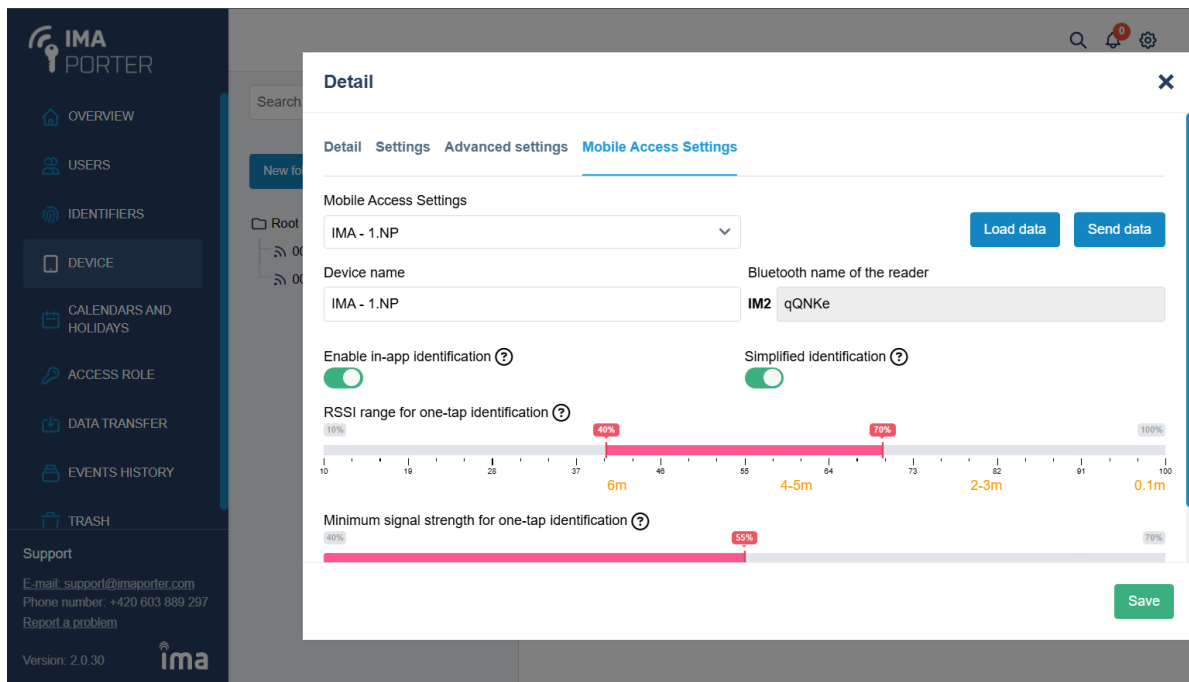 IMA
PORTER
OVERVIEW
USERS
IDENTIFIERS
DEVICE
CALENDARS AND
HOLIDAYS
ACCESS ROLE
DATA TRANSFER
EVENTS HISTORY
TRASH
Support
E-mail: support@imaporter.com
Phone number: +420 603 889 297
Report a problem
Version: 2.0.30
ima
0
Search
New fo
Root
00
00
Detail
Detail Settings Advanced settings Mobile Access Settings
Mobile Access Settings
IMA - 1.NP
Load data Send data
Device name Bluetooth name of the reader
IMA - 1.NP IM2 qQNKe
Enable in-app identification ? Simplified identification ?
RSSI range for one-tap identification ?
10% 40% 70% 100%
10 19 28 37 46 55 64 73 82 91 100
6m 4-5m 2-3m 0.1m
Minimum signal strength for one-tap identification ?
40% 55% 70%
Save